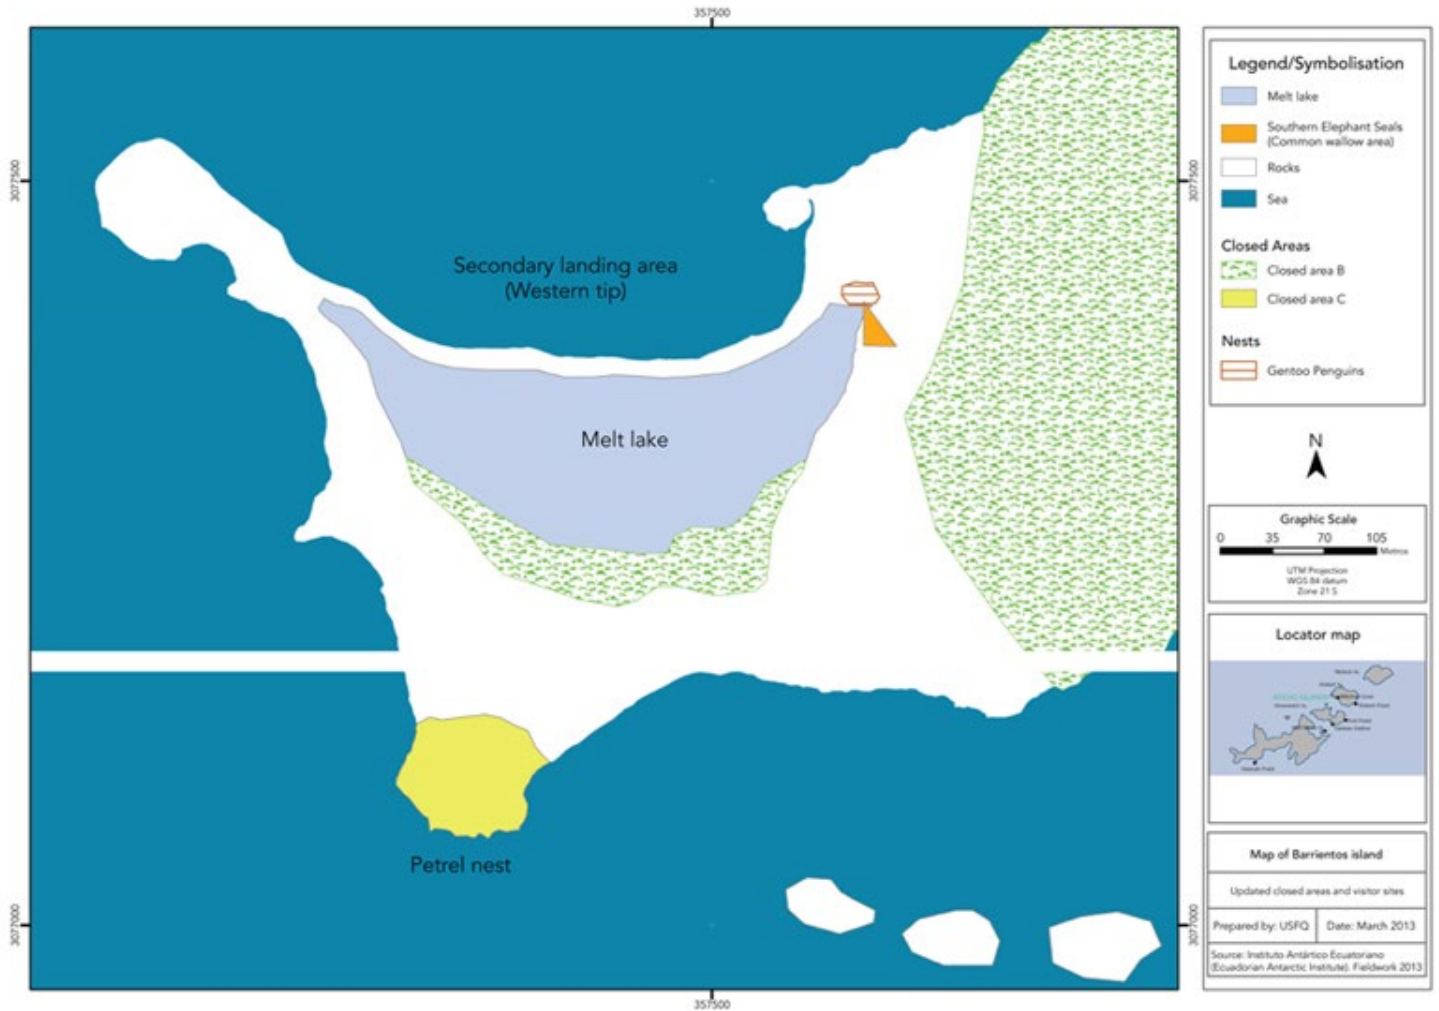 357500
3077500
3077500
Secondary landing area
(Western tip)
Melt lake
Petrel nest
3077000
3077000
357500
Legend/Symbolisation
Melt lake
Southern Elephant Seals
(Common wallow area)
Rocks
Sea
Closed Areas
Closed area B
Closed area C
Nests
Gentoo Penguins
N
Graphic Scale
0 35 70 105
Metros
UTM Projection
WGS 84 datum
Zone 21 S
Locator map
Map of Barrientos island
Updated closed areas and visitor sites
Prepared by: USFQ Date: March 2013
Source: Instituto Antártico Ecuatoriano
(Ecuadorian Antarctic Institute). Fieldwork 2013